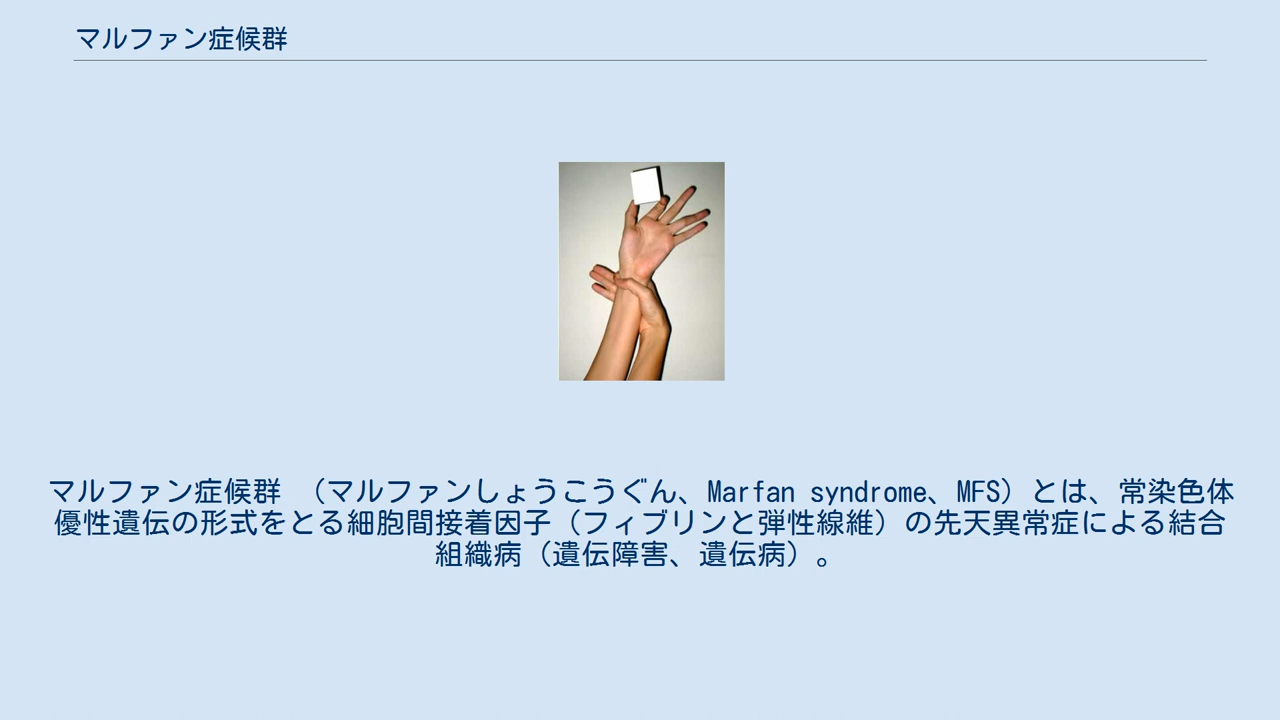 マルファン症候群
マルファン症候群 （マルファンしょうこうぐん、Marfan syndrome、MFS）とは、常染色体
優性遺伝の形式をとる細胞間接着因子（フィブリンと弾性線維）の先天異常症による結合
組織病（遺伝障害、遺伝病）。